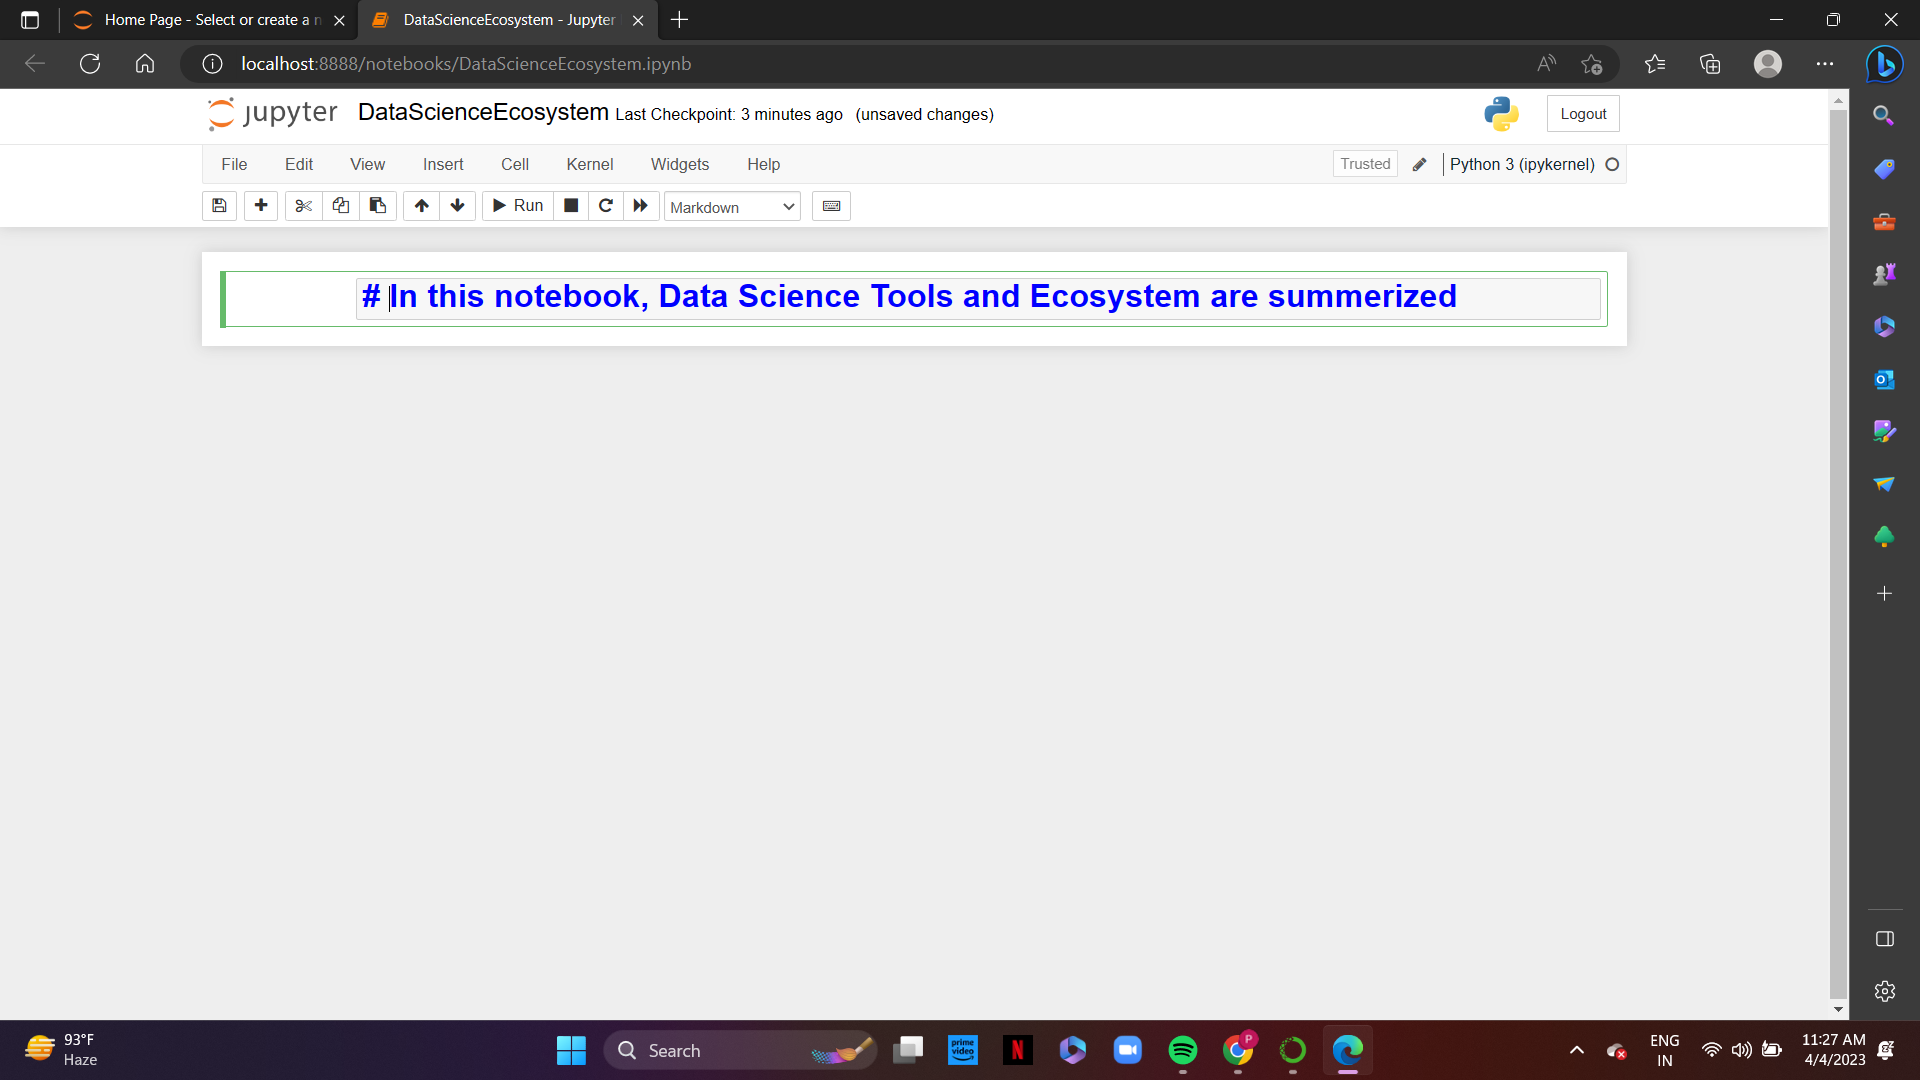 Home Page - Select or create a n
DataScienceEcosystem - Jupyter
localhost:8888/notebooks/DataScienceEcosystem.ipynb
jupyter DataScienceEcosystem Last Checkpoint: 3 minutes ago (unsaved changes)
Logout
File Edit View Insert Cell Kernel Widgets Help
Trusted Python 3 (ipykernel)
Run Markdown
# In this notebook, Data Science Tools and Ecosystem are summerized
93°F
Haze
Search
prime video
N
P
ENG
IN
11:27 AM
4/4/2023